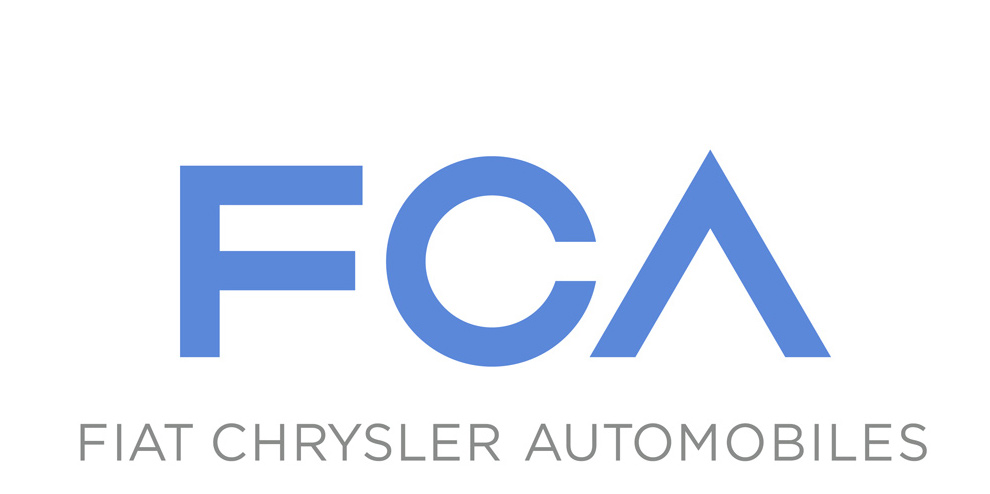 FCA
FIAT CHRYSLER AUTOMOBILES